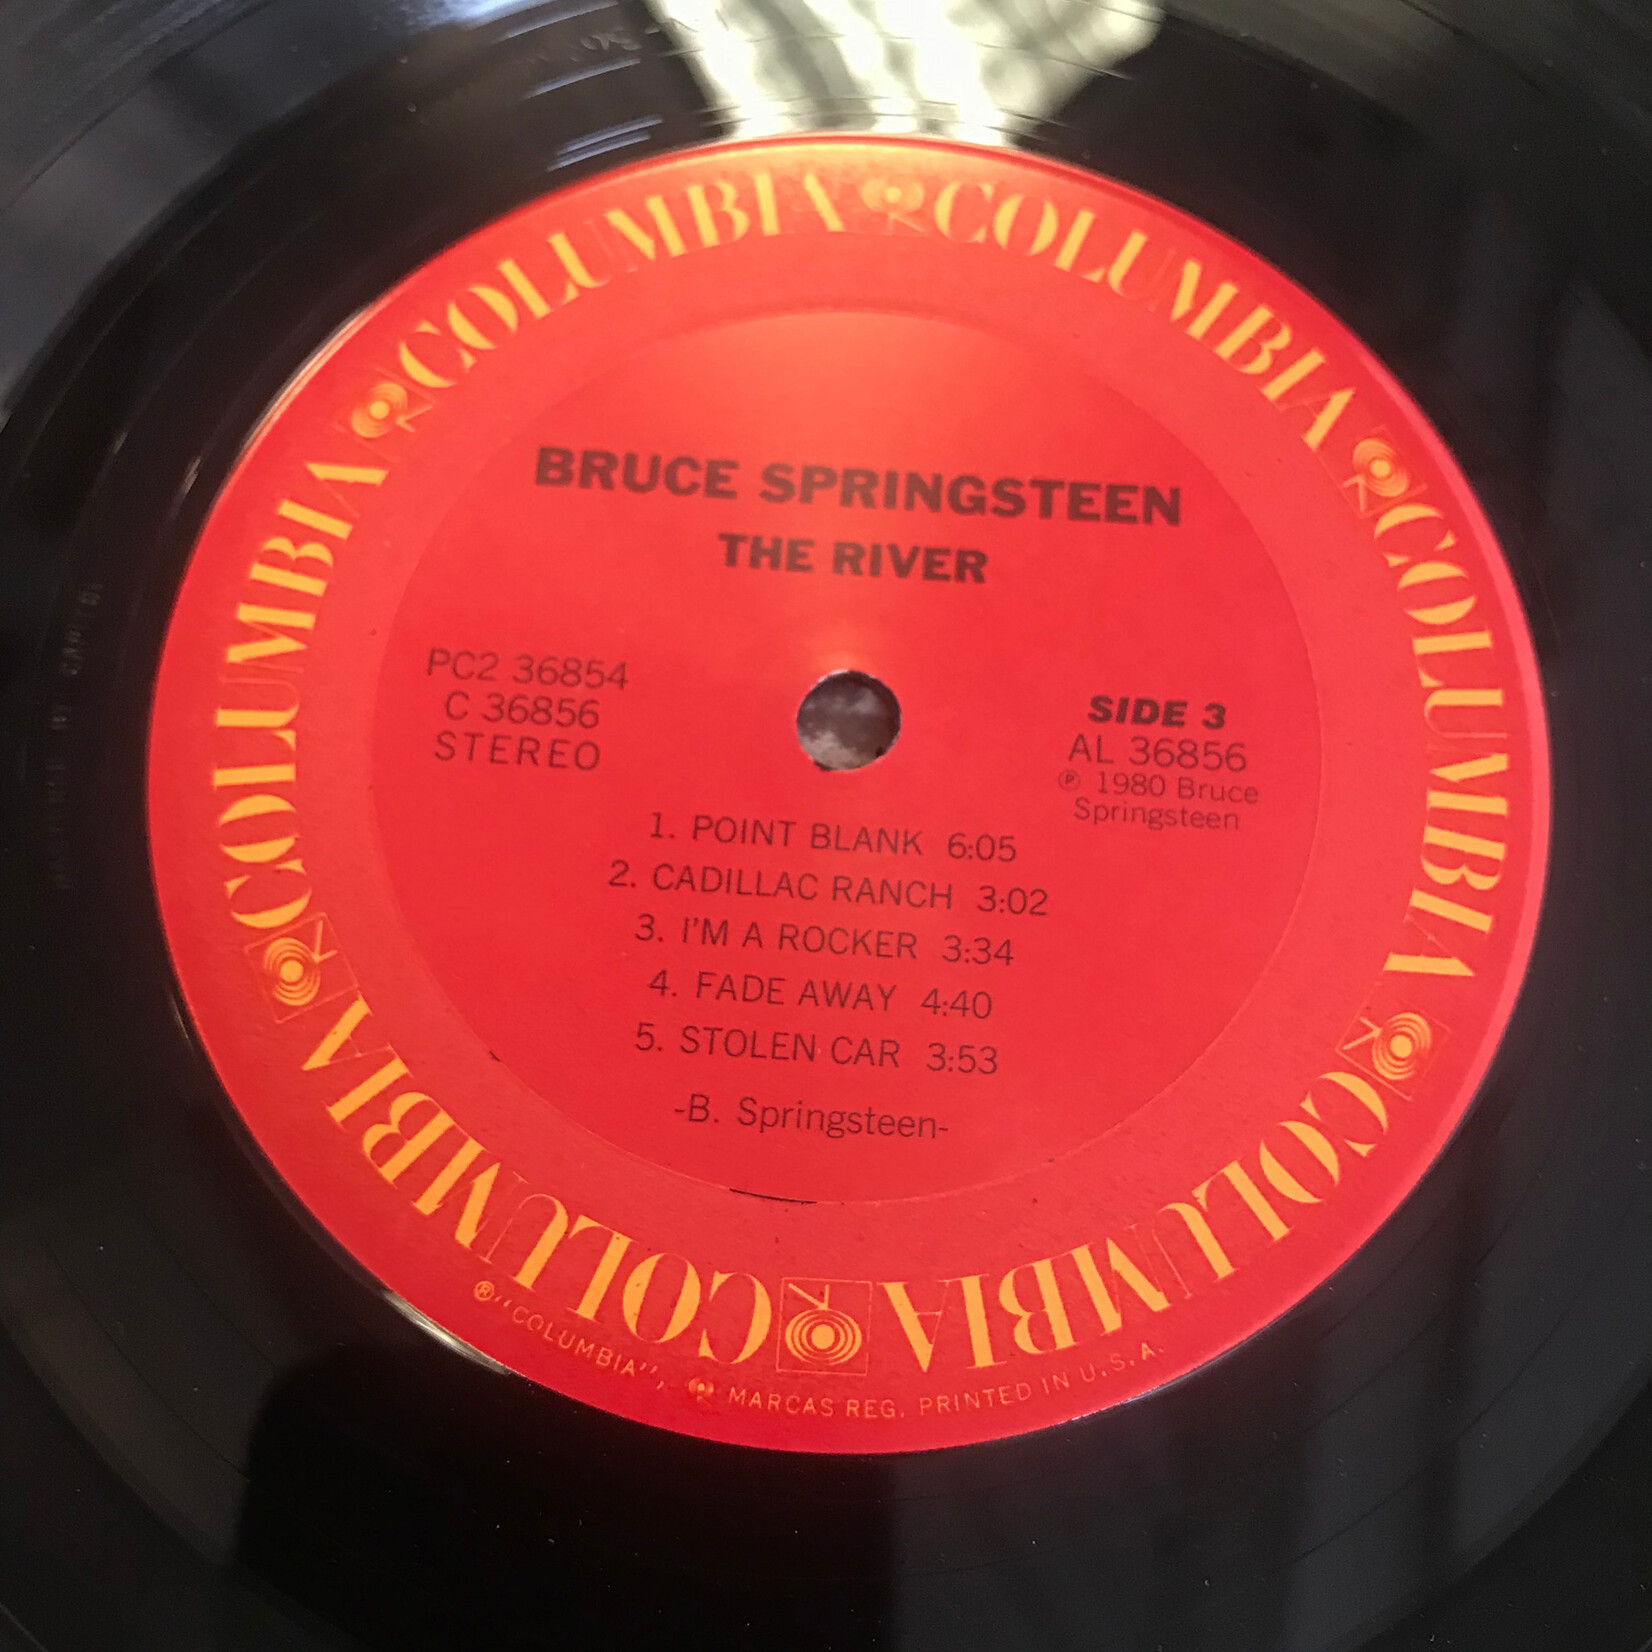 COLUMBIA COLUMBIA COLUMBIA COLUMBIA COLUMBIA COLUMBIA
BRUCE SPRINGSTEEN
THE RIVER
PC2 36854
C 36856
STEREO
SIDE 3
AL 36856
℗ 1980 Bruce
Springsteen
1. POINT BLANK 6:05
2. CADILLAC RANCH 3:02
3. I'M A ROCKER 3:34
4. FADE AWAY 4:40
5. STOLEN CAR 3:53
-B. Springsteen-
® "COLUMBIA", MARCAS REG. PRINTED IN U.S.A.